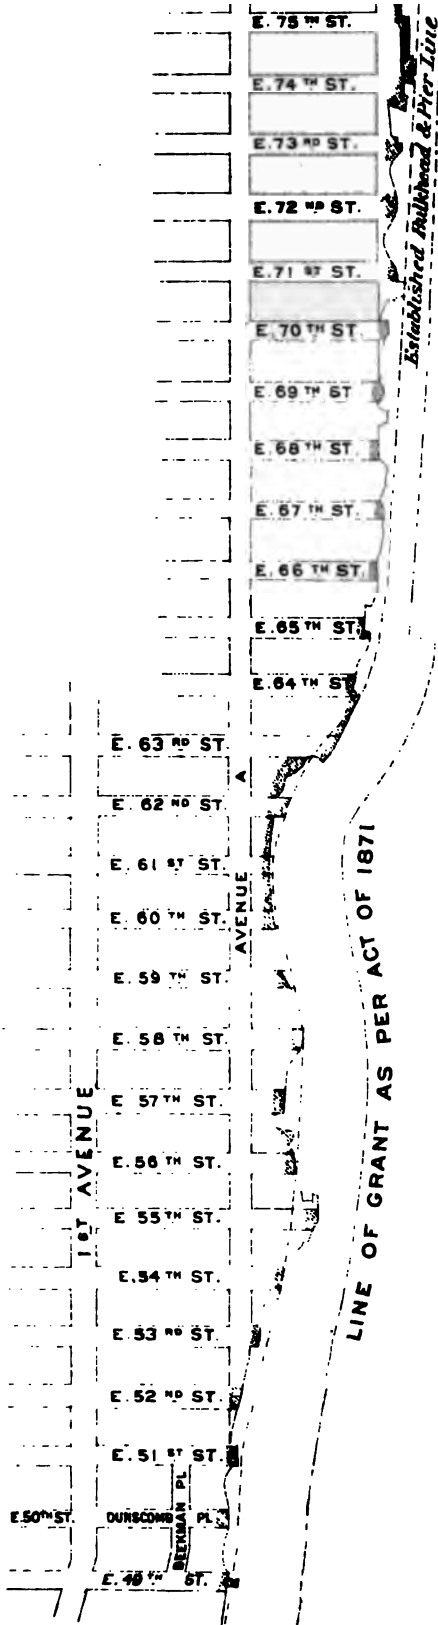 E. 75TH ST.
E. 74TH ST.
E. 73RD ST.
E. 72ND ST.
E. 71ST ST.
E. 70TH ST.
E. 69TH ST
E. 68TH ST.
E. 67TH ST.
E. 66TH ST.
E. 65TH ST.
E. 64TH ST
Established Bulkhead & Pier Line
E. 63RD ST.
E. 62ND ST.
E. 61ST ST.
E. 60TH ST.
E. 59TH ST.
E. 58TH ST.
E 57TH ST.
E. 56TH ST.
E 55TH ST.
E. 54TH ST.
E. 53RD ST.
E. 52ND ST.
E. 51ST ST.
E. 50TH ST.
DUNSCOMB PL
E. 49TH ST.
AVENUE A
1ST AVENUE
BEEKMAN PL
LINE OF GRANT AS PER ACT OF 1871